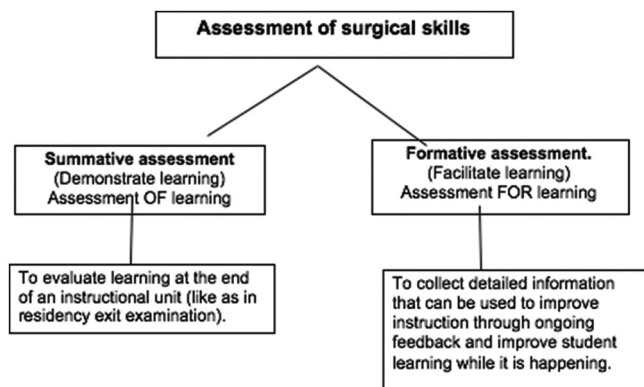 Assessment of surgical skills
Summative assessment
(Demonstrate learning)
Assessment OF learning
Formative assessment.
(Facilitate learning)
Assessment FOR learning
To evaluate learning at the end
of an instructional unit (like as in
residency exit examination).
To collect detailed information
that can be used to improve
instruction through ongoing
feedback and improve student
learning while it is happening.